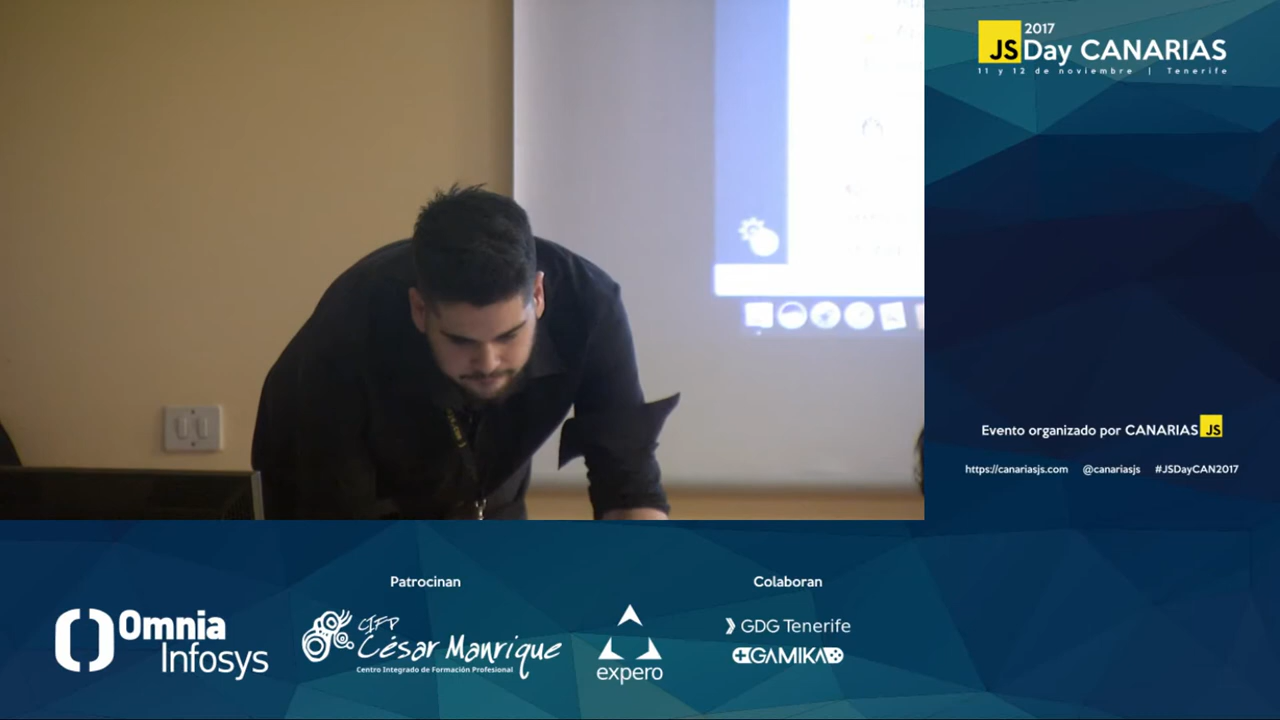 2017
JS Day CANARIAS
11 y 12 de noviembre | Tenerife
Evento organizado por CANARIAS JS
https://canariasjs.com @canariasjs #JSDayCAN2017
Patrocinan
Colaboran
Omnia
Infosys
CIFP
César Manrique
Centro Integrado de Formación Profesional
expero
GDG Tenerife
GAMIKA